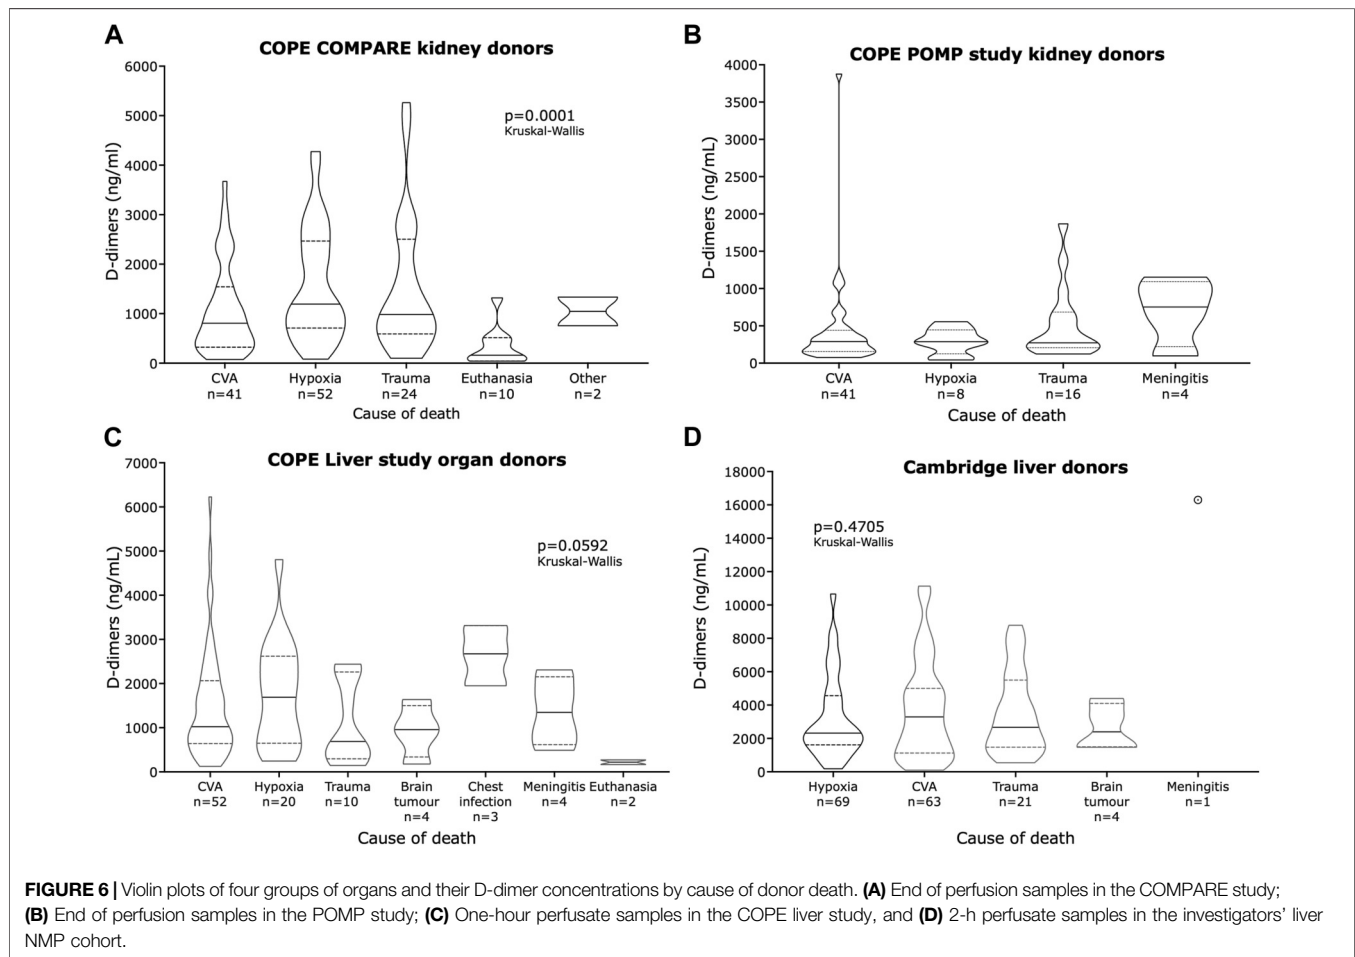 A
COPE COMPARE kidney donors
6000
5000
4000
3000
2000
1000
0
D-dimers (ng/ml)
p=0.0001
Kruskal-Wallis
CVA Hypoxia Trauma Euthanasia Other
n=41 n=52 n=24 n=10 n=2
Cause of death
B
COPE POMP study kidney donors
4000
3500
3000
2500
2000
1500
1000
500
0
D-dimers (ng/mL)
CVA Hypoxia Trauma Meningitis
n=41 n=8 n=16 n=4
Cause of death
C
COPE Liver study organ donors
7000
6000
5000
4000
3000
2000
1000
0
D-dimers (ng/mL)
p=0.0592
Kruskal-Wallis
CVA Hypoxia Trauma Brain Chest Meningitis Euthanasia
n=52 n=20 n=10 tumour infection n=4 n=2
n=4 n=3
Cause of death
D
Cambridge liver donors
18000
16000
14000
12000
10000
8000
6000
4000
2000
0
D-dimers (ng/mL)
p=0.4705
Kruskal-Wallis
Hypoxia CVA Trauma Brain Meningitis
n=69 n=63 n=21 tumour n=1
n=4
Cause of death
FIGURE 6 | Violin plots of four groups of organs and their D-dimer concentrations by cause of donor death. (A) End of perfusion samples in the COMPARE study;
(B) End of perfusion samples in the POMP study; (C) One-hour perfusate samples in the COPE liver study, and (D) 2-h perfusate samples in the investigators’ liver
NMP cohort.